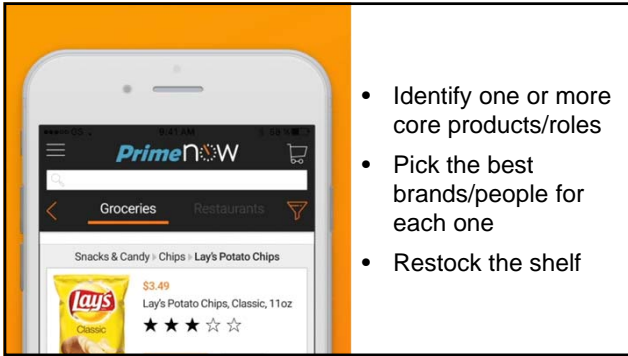 9:41 AM
58 %
Prime now
Groceries Restaurants
Snacks & Candy Chips Lay's Potato Chips
Lay's
Classic
$3.49
Lay's Potato Chips, Classic, 11oz
• Identify one or more
core products/roles
• Pick the best
brands/people for
each one
• Restock the shelf